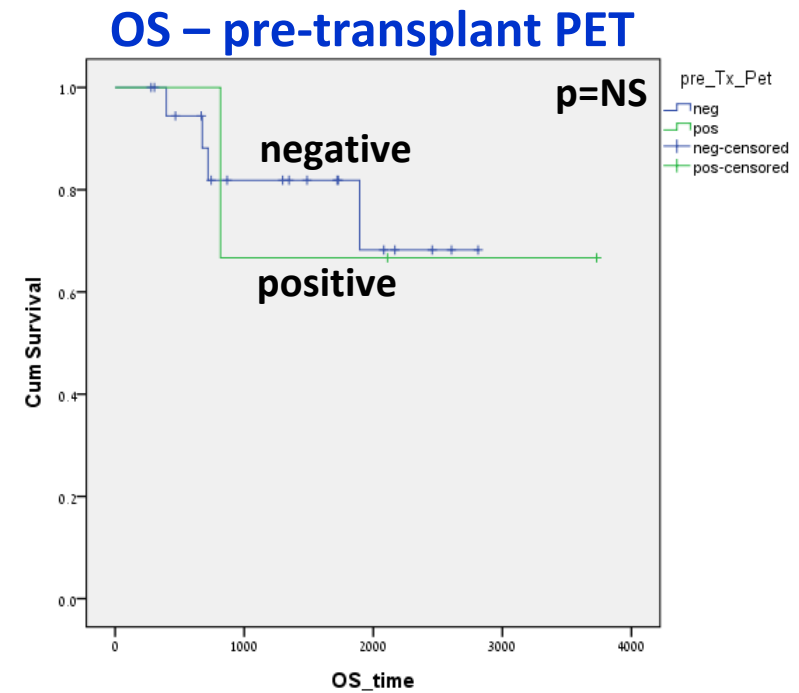 OS – pre-transplant PET
p=NS
pre_Tx_Pet
neg
pos
neg-censored
pos-censored
negative
positive
Cum Survival
1.0
0.8
0.6
0.4
0.2
0.0
0 1000 2000 3000 4000
OS_time